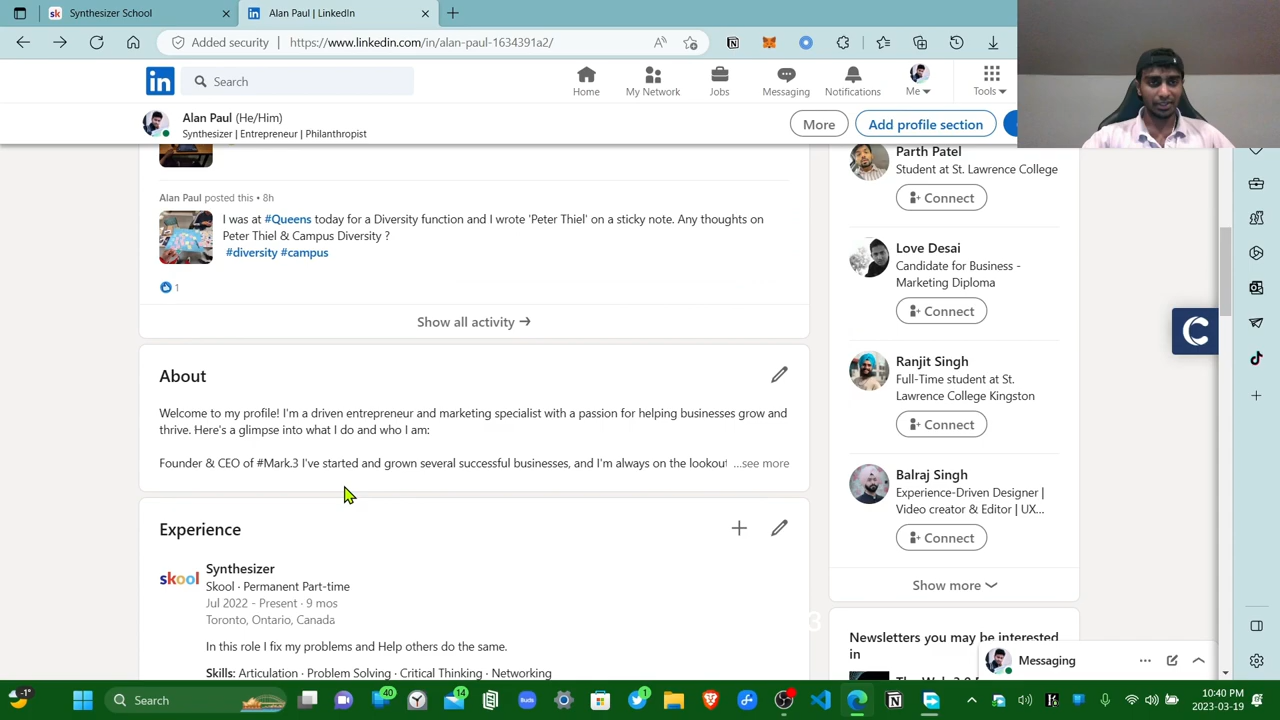 Synthesizer School
Alan Paul | LinkedIn
Added security
https://www.linkedin.com/in/alan-paul-1634391a2/
in
Search
Home
My Network
Jobs
Messaging
Notifications
Me
Tools
Alan Paul (He/Him)
Synthesizer | Entrepreneur | Philanthropist
More
Add profile section
Alan Paul posted this • 8h
I was at #Queens today for a Diversity function and I wrote 'Peter Thiel' on a sticky note. Any thoughts on
Peter Thiel & Campus Diversity ?
#diversity #campus
1
Show all activity →
About
Welcome to my profile! I'm a driven entrepreneur and marketing specialist with a passion for helping businesses grow and
thrive. Here's a glimpse into what I do and who I am:
Founder & CEO of #Mark.3 I've started and grown several successful businesses, and I'm always on the lookout
...see more
Experience
skool
Synthesizer
Skool · Permanent Part-time
Jul 2022 - Present · 9 mos
Toronto, Ontario, Canada
In this role I fix my problems and Help others do the same.
Skills: Articulation · Problem Solving · Critical Thinking · Networking
Parth Patel
Student at St. Lawrence College
Connect
Love Desai
Candidate for Business -
Marketing Diploma
Connect
Ranjit Singh
Full-Time student at St.
Lawrence College Kingston
Connect
Balraj Singh
Experience-Driven Designer |
Video creator & Editor | UX...
Connect
Show more
Newsletters you may be interested
in
Messaging
-1°
Search
40
14
1
10:40 PM
2023-03-19